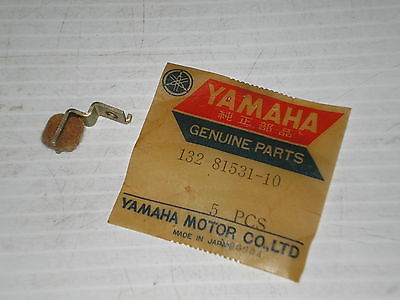 YAMAHA
純正部品
GENUINE PARTS
132 81531-10
5 PCS
YAMAHA MOTOR CO., LTD
MADE IN JAPAN